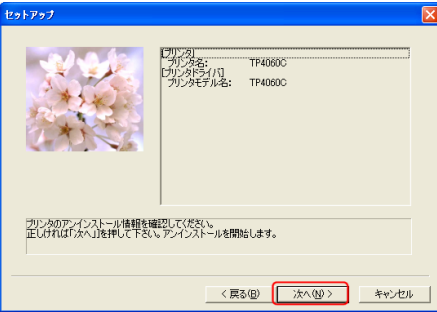 セットアップ
[プリンタ]
プリンタ名: TP4060C
[プリンタドライバ]
プリンタモデル名: TP4060C
プリンタのアンインストール情報を確認してください。
正しければ「次へ」を押して下さい。アンインストールを開始します。
< 戻る(B)
次へ(N) >
キャンセル